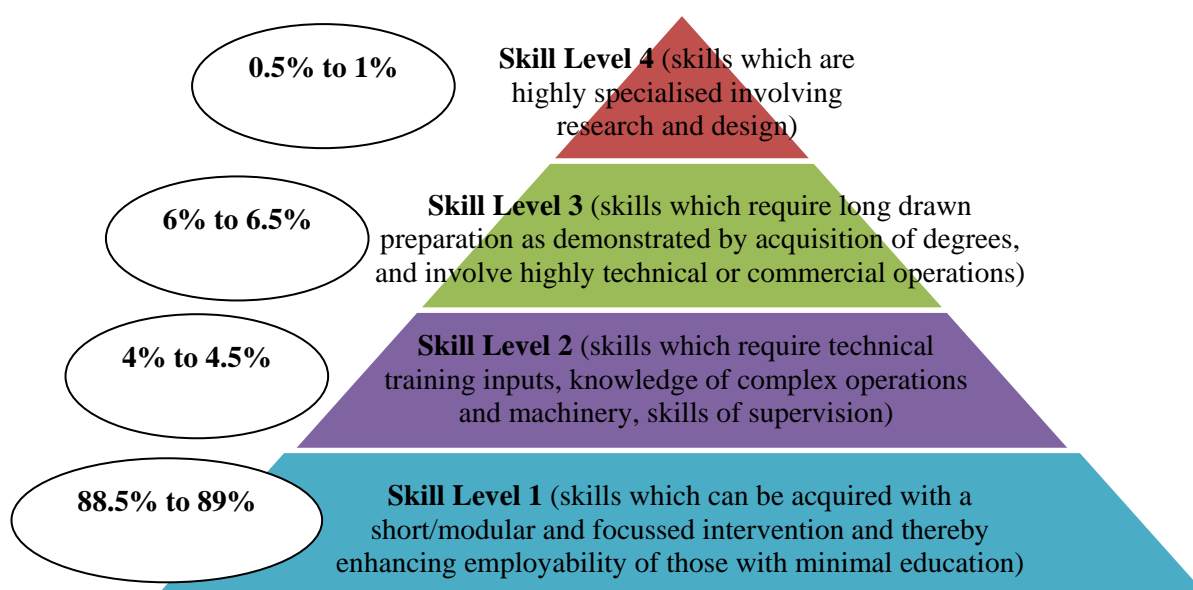 0.5% to 1%
Skill Level 4 (skills which are
highly specialised involving
research and design)
6% to 6.5%
Skill Level 3 (skills which require long drawn
preparation as demonstrated by acquisition of degrees,
and involve highly technical or commercial operations)
4% to 4.5%
Skill Level 2 (skills which require technical
training inputs, knowledge of complex operations
and machinery, skills of supervision)
88.5% to 89%
Skill Level 1 (skills which can be acquired with a
short/modular and focussed intervention and thereby
enhancing employability of those with minimal education)